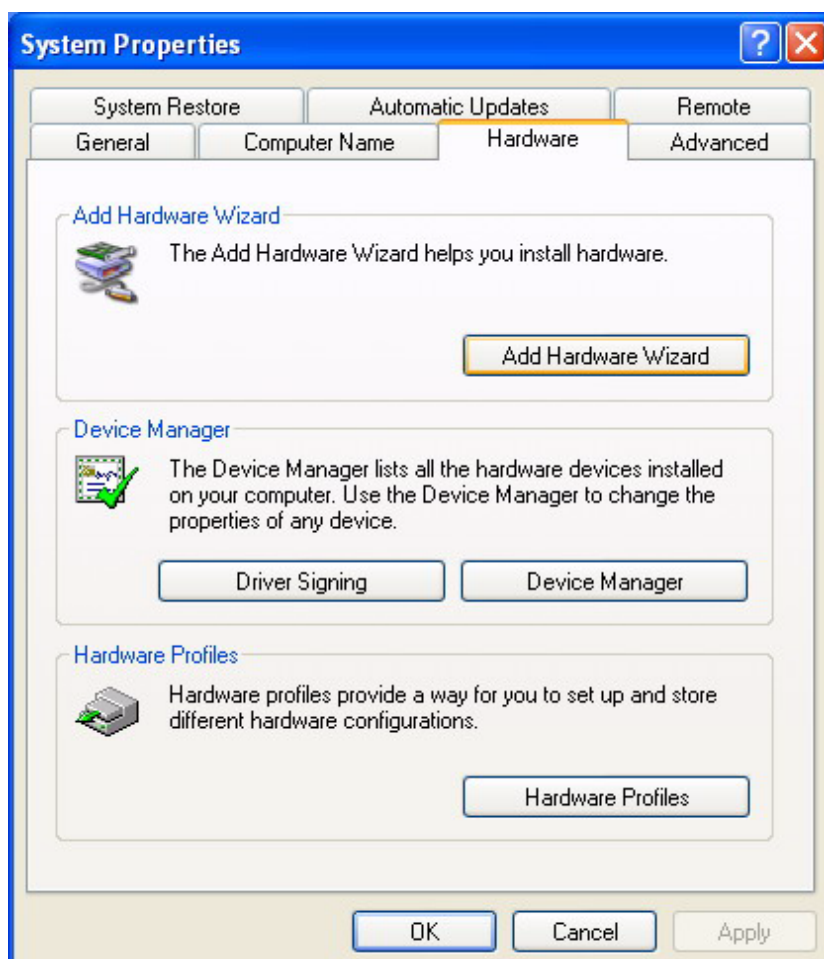 System Properties
System Restore
Automatic Updates
Remote
General
Computer Name
Hardware
Advanced
Add Hardware Wizard
The Add Hardware Wizard helps you install hardware.
Add Hardware Wizard
Device Manager
The Device Manager lists all the hardware devices installed
on your computer. Use the Device Manager to change the
properties of any device.
Driver Signing
Device Manager
Hardware Profiles
Hardware profiles provide a way for you to set up and store
different hardware configurations.
Hardware Profiles
OK
Cancel
Apply